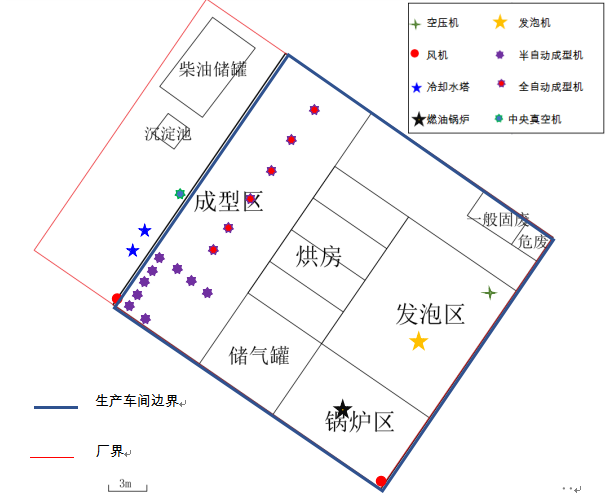 空压机
发泡机
风机
半自动成型机
冷却水塔
全自动成型机
燃油锅炉
中央真空机
柴油储罐
沉淀池
成型区
一般固废
危废
烘房
发泡区
储气罐
锅炉区
生产车间边界
厂界
3m